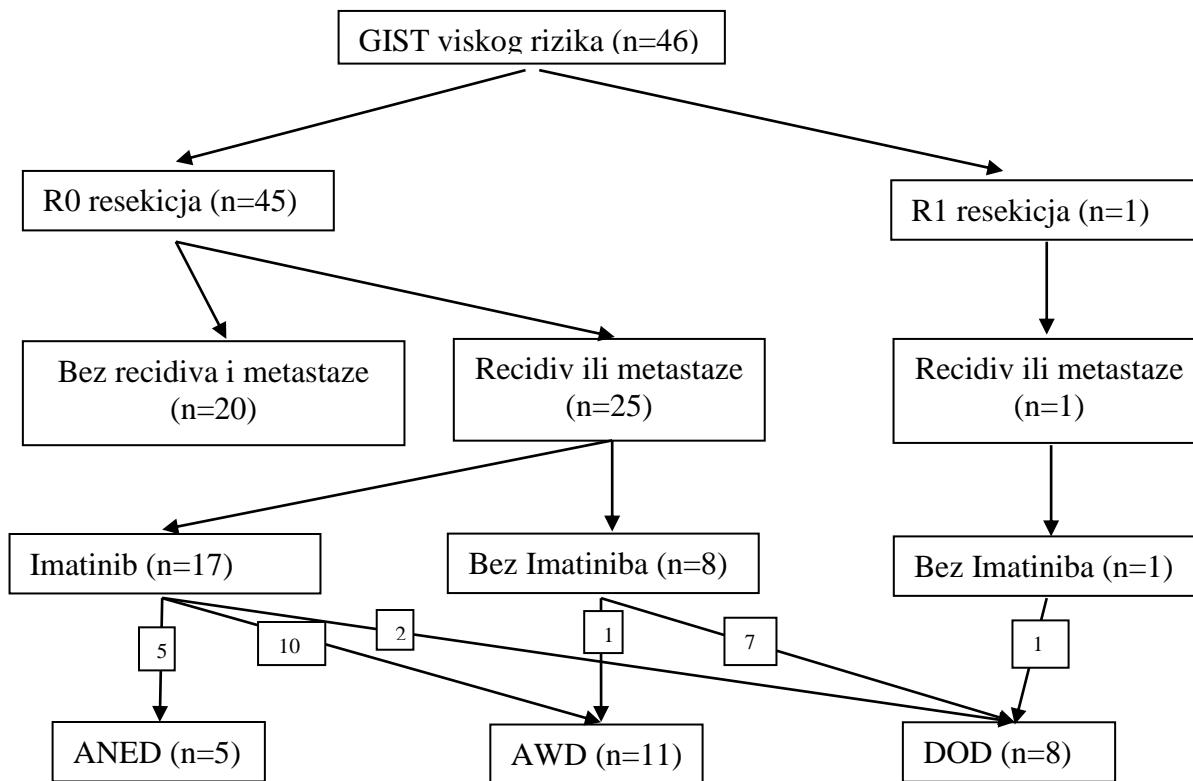 GIST viskog rizika (n=46)
R0 resekicja (n=45)
R1 resekicja (n=1)
Bez recidiva i metastaze
(n=20)
Recidiv ili metastaze
(n=25)
Recidiv ili metastaze
(n=1)
Imatinib (n=17)
Bez Imatiniba (n=8)
Bez Imatiniba (n=1)
5
10
2
1
7
1
ANED (n=5)
AWD (n=11)
DOD (n=8)